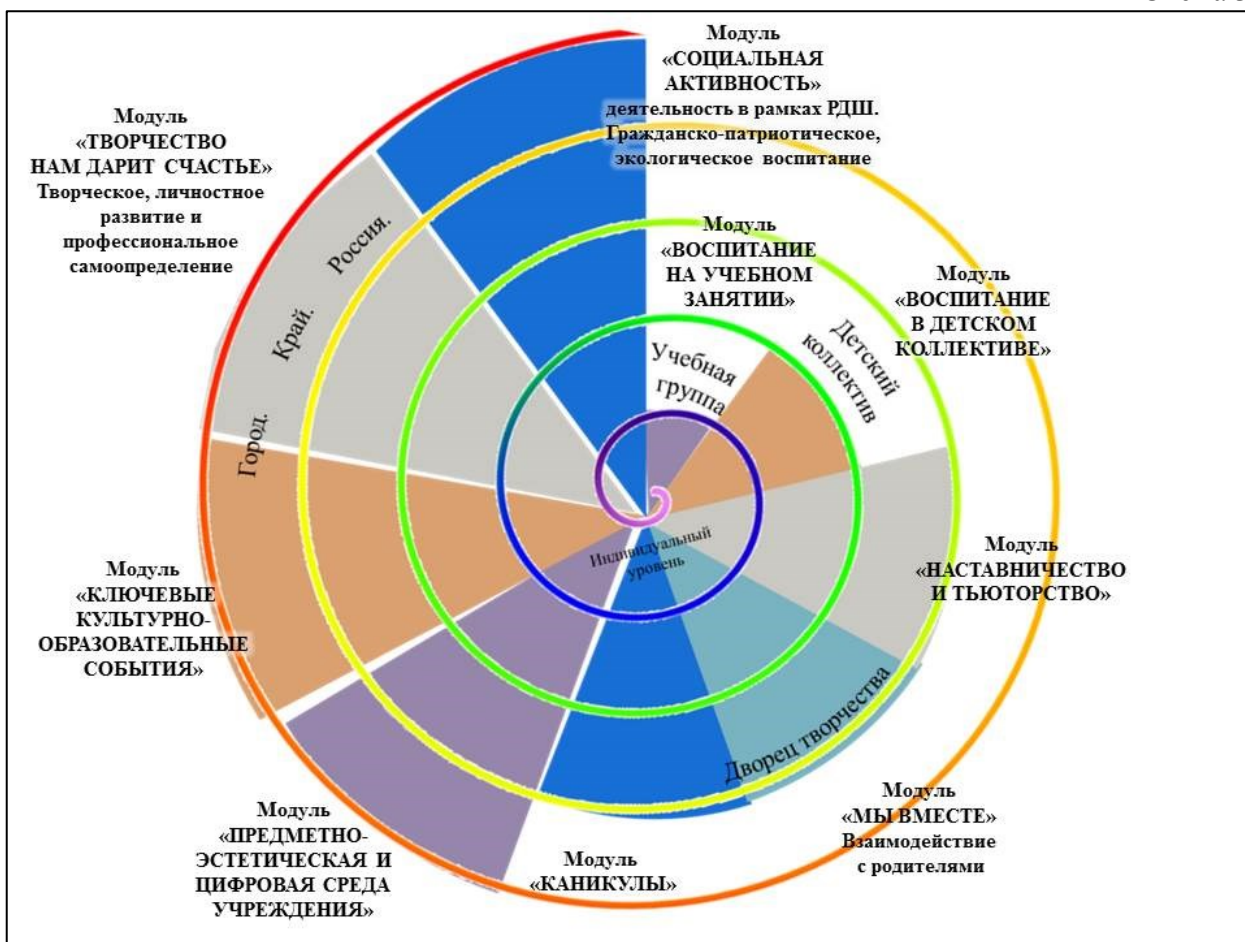 Модуль
«СОЦИАЛЬНАЯ
АКТИВНОСТЬ»
деятельность в рамках РДШ.
Гражданско-патриотическое,
экологическое воспитание
Модуль
«ТВОРЧЕСТВО
НАМ ДАРИТ СЧАСТЬЕ»
Творческое, личностное
развитие и
профессиональное
самоопределение
Модуль
«ВОСПИТАНИЕ
НА УЧЕБНОМ
ЗАНЯТИИ»
Модуль
«ВОСПИТАНИЕ
В ДЕТСКОМ
КОЛЛЕКТИВЕ»
Россия.
Край.
Город.
Учебная
группа
Детский
коллектив
Индивидуальный
уровень
Модуль
«НАСТАВНИЧЕСТВО
И ТЬЮТОРСТВО»
Модуль
«КЛЮЧЕВЫЕ
КУЛЬТУРНО-
ОБРАЗОВАТЕЛЬНЫЕ
СОБЫТИЯ»
Дворец творчества
Модуль
«МЫ ВМЕСТЕ»
Взаимодействие
с родителями
Модуль
«ПРЕДМЕТНО-
ЭСТЕТИЧЕСКАЯ И
ЦИФРОВАЯ СРЕДА
УЧРЕЖДЕНИЯ»
Модуль
«КАНИКУЛЫ»